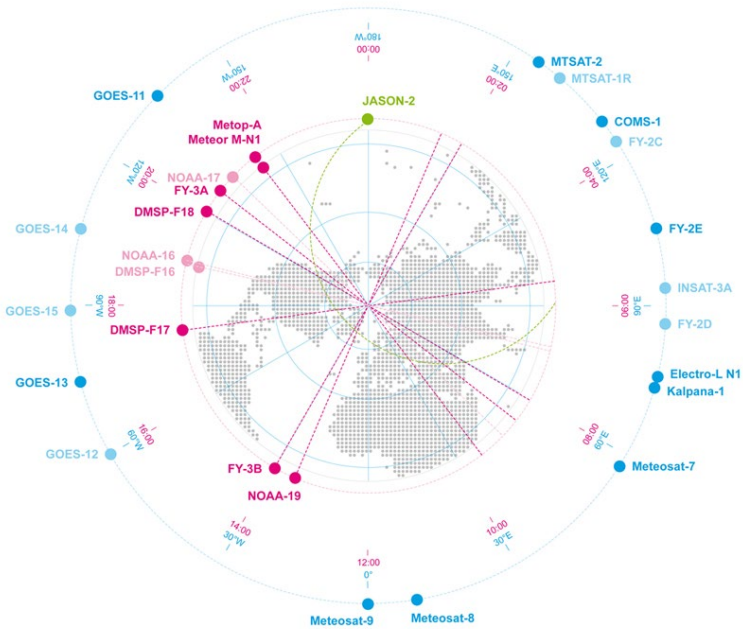 180°W
00:00
MTSAT-2
150°W
22:00
150°E
02:00
MTSAT-1R
GOES-11
JASON-2
Metop-A
Meteor M-N1
COMS-1
FY-2C
120°W
20:00
NOAA-17
120°E
04:00
FY-3A
DMSP-F18
GOES-14
FY-2E
NOAA-16
DMSP-F16
INSAT-3A
GOES-15
90°W
18:00
06:00
90°E
FY-2D
DMSP-F17
GOES-13
Electro-L N1
Kalpana-1
16:00
60°W
08:00
60°E
GOES-12
Meteosat-7
FY-3B
NOAA-19
14:00
30°W
10:00
30°E
12:00
0°
Meteosat-9
Meteosat-8